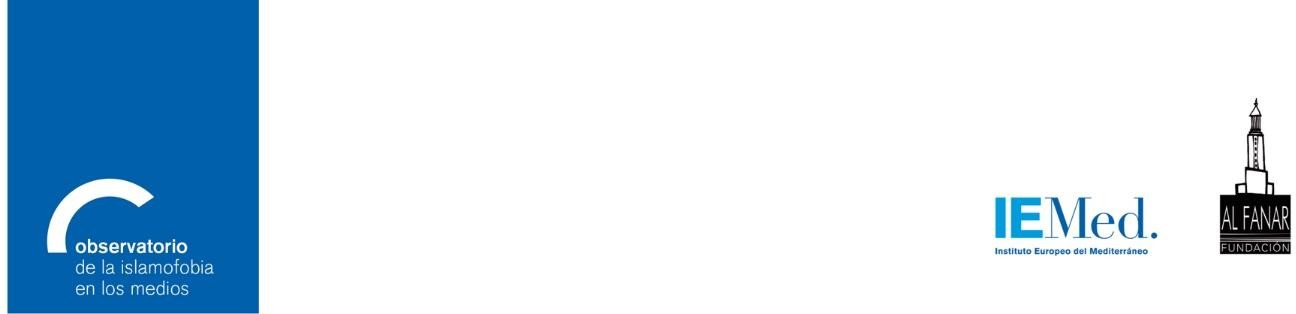 observatorio
de la islamofobia
en los medios
IEMed.
Instituto Europeo del Mediterráneo
AL FANAR
FUNDACIÓN